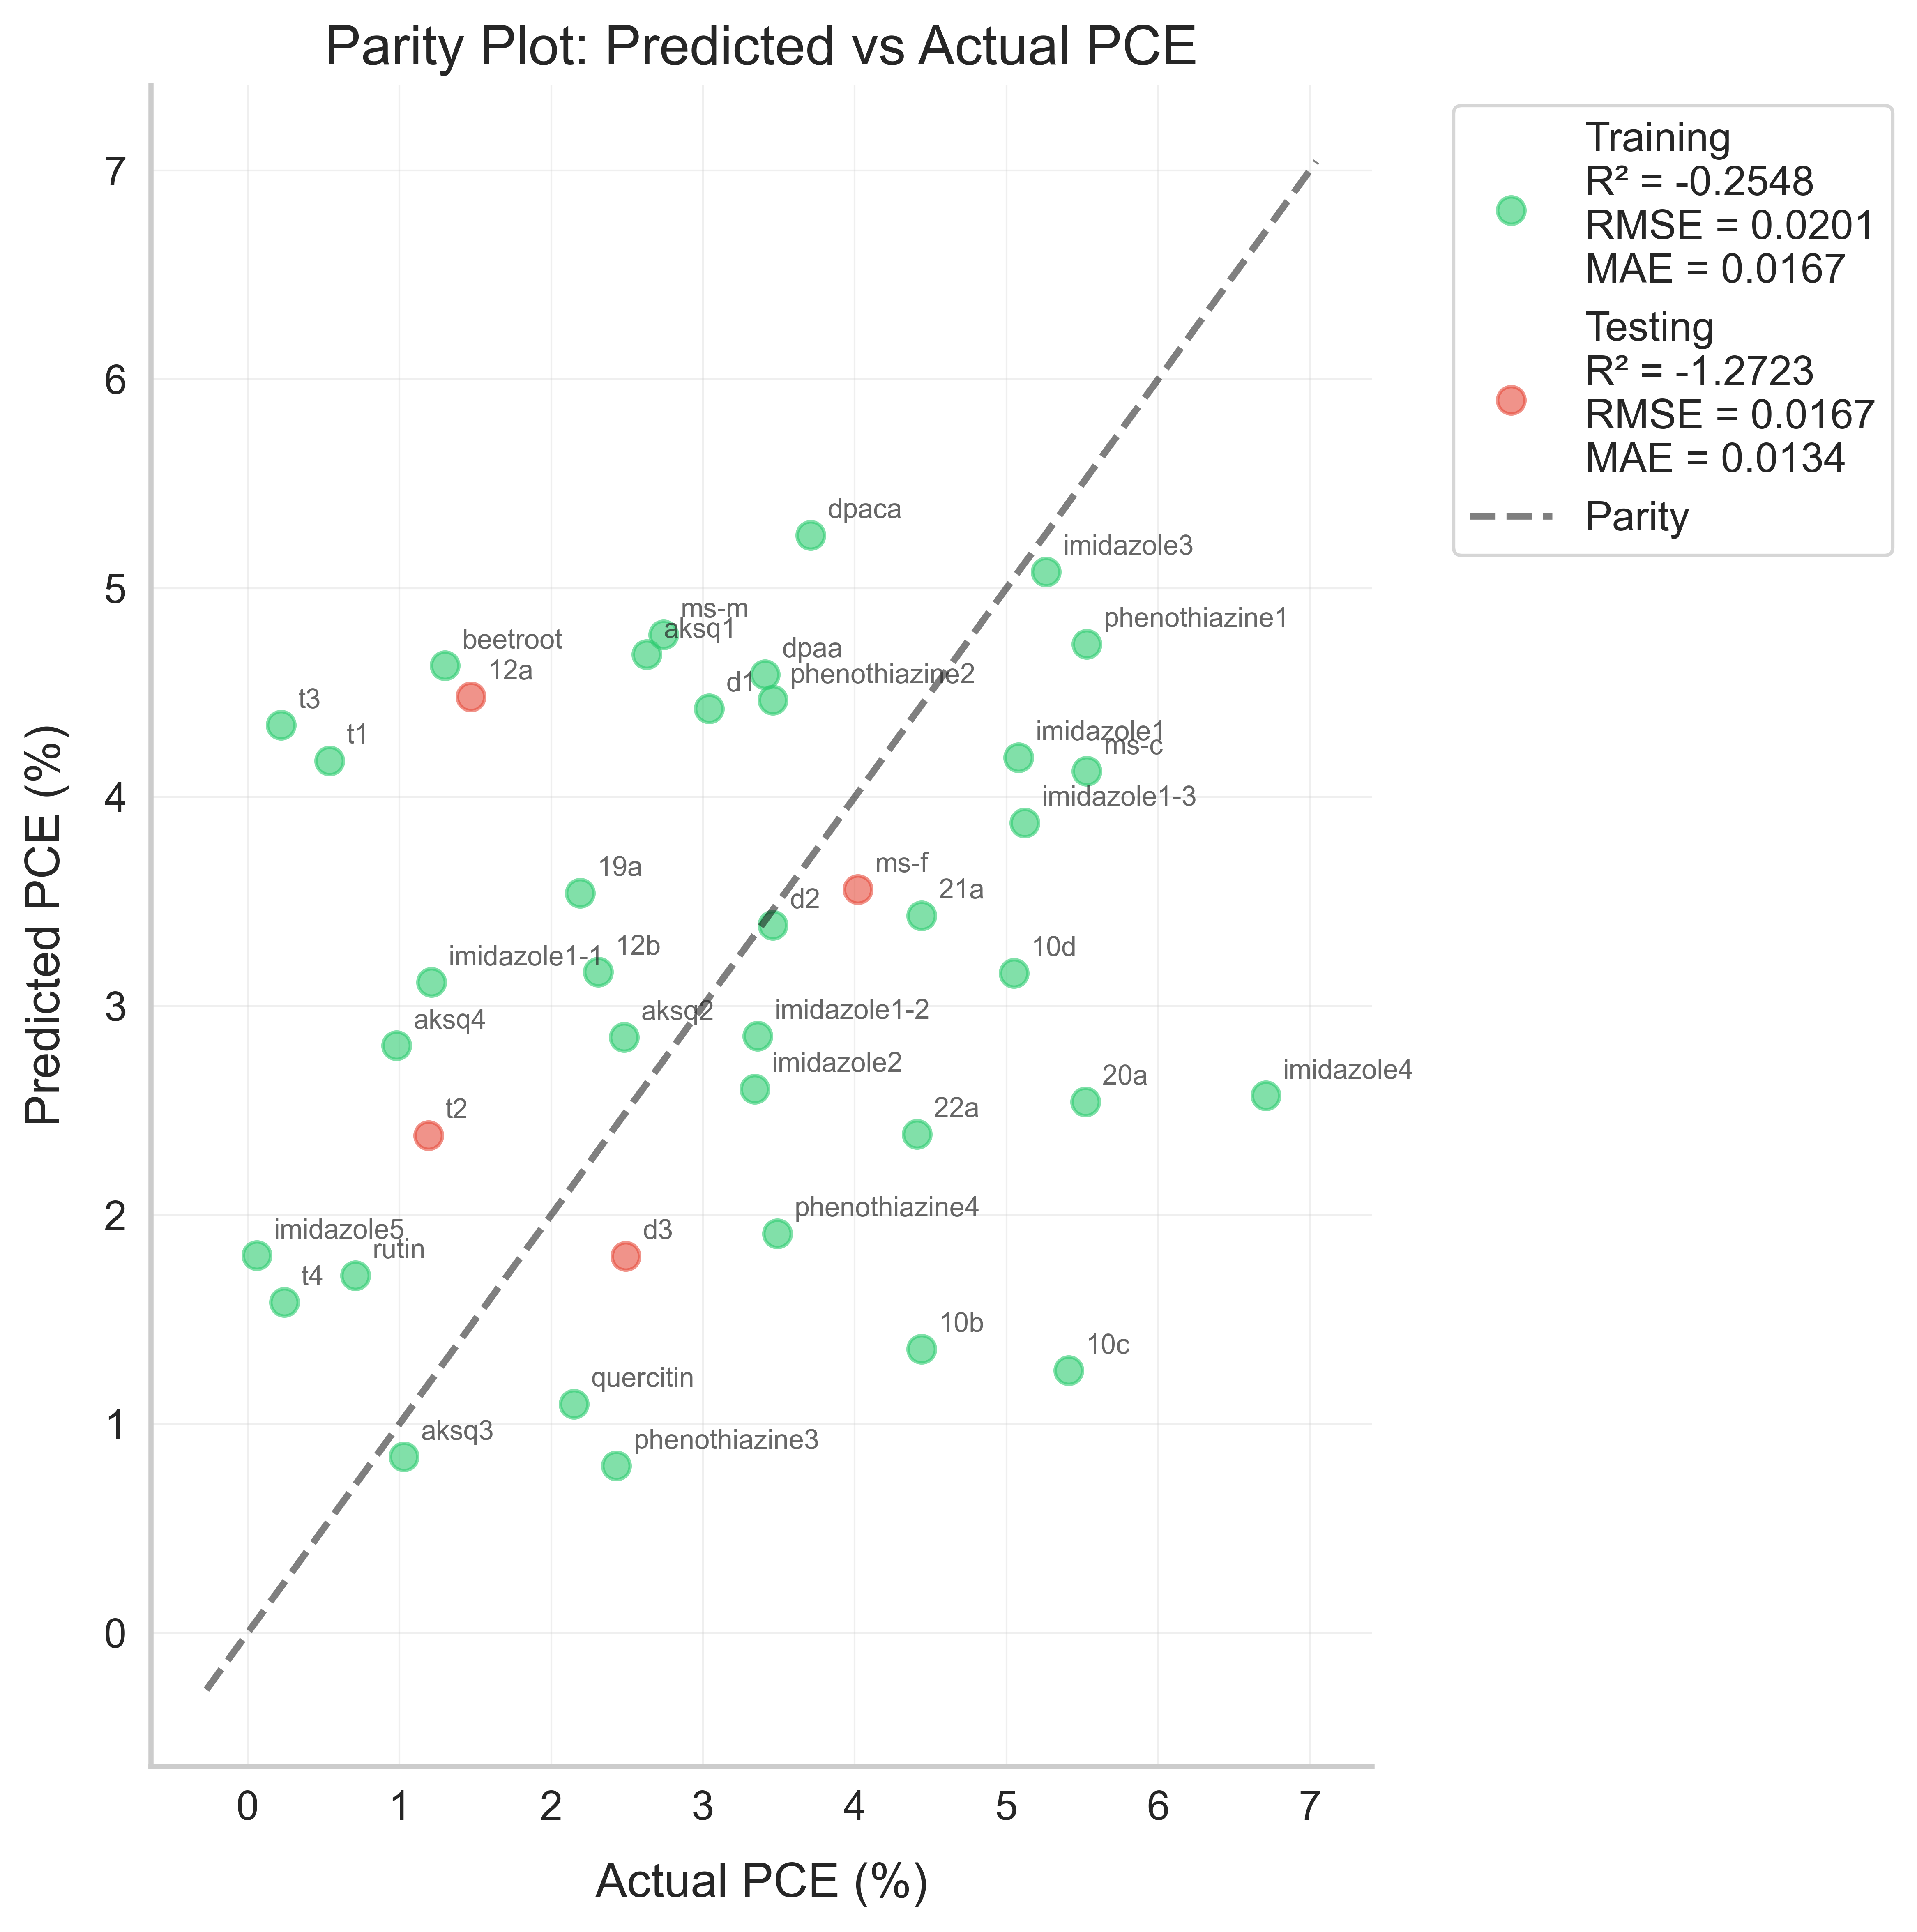 Parity Plot: Predicted vs Actual PCE
Training
R² = -0.2548
RMSE = 0.0201
MAE = 0.0167
Testing
R² = -1.2723
RMSE = 0.0167
MAE = 0.0134
Parity
Predicted PCE (%)
7
6
5
4
3
2
1
0
dpaca
imidazole3
ms-m
aksq1
phenothiazine1
beetroot
12a
dpaa
phenothiazine2
d1
t3
t1
imidazole1
ms-c
imidazole1-3
19a
ms-f
21a
d2
12b
imidazole1-1
10d
aksq4
aksq2
imidazole1-2
imidazole2
20a
imidazole4
t2
22a
phenothiazine4
imidazole5
rutin
t4
d3
10b
10c
quercitin
aksq3
phenothiazine3
0 1 2 3 4 5 6 7
Actual PCE (%)